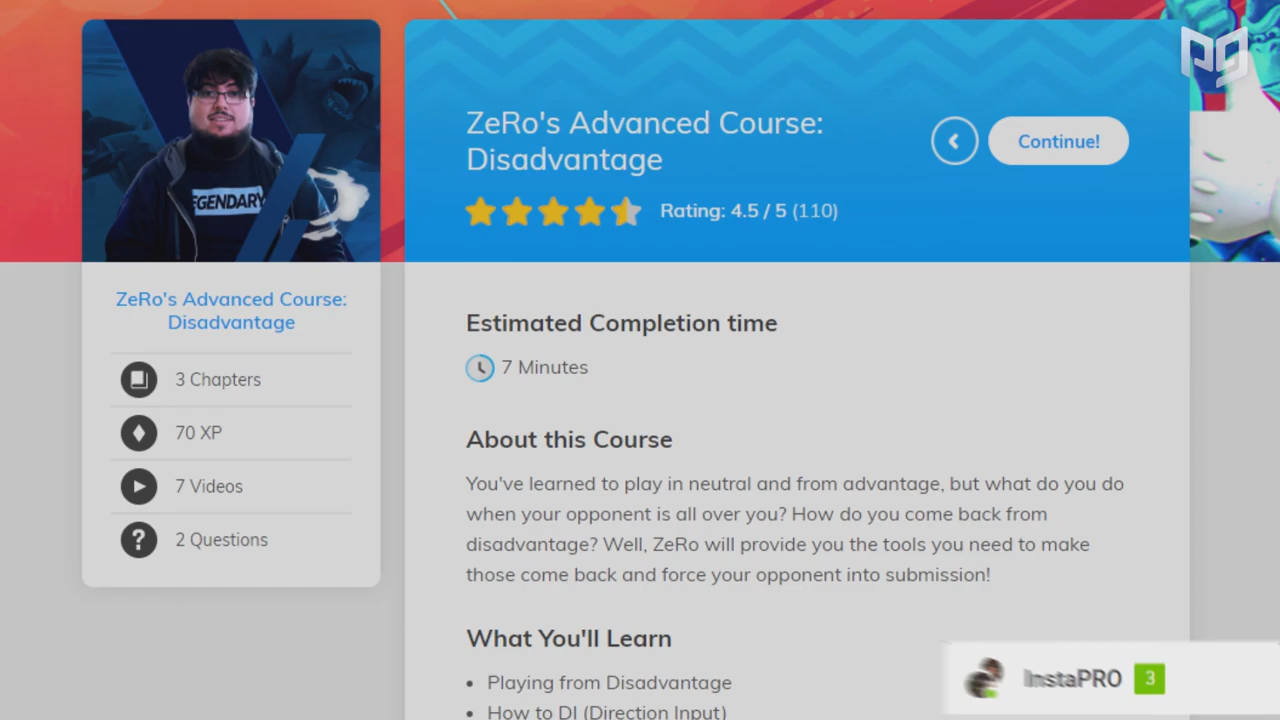 PG
EGENDARY
ZeRo's Advanced Course:
Disadvantage
3 Chapters
70 XP
7 Videos
2 Questions
ZeRo's Advanced Course:
Disadvantage
Continue!
Rating: 4.5 / 5 (110)
Estimated Completion time
7 Minutes
About this Course
You've learned to play in neutral and from advantage, but what do you do
when your opponent is all over you? How do you come back from
disadvantage? Well, ZeRo will provide you the tools you need to make
those come back and force your opponent into submission!
What You'll Learn
• Playing from Disadvantage
• How to DI (Direction Input)
InstaPRO 3